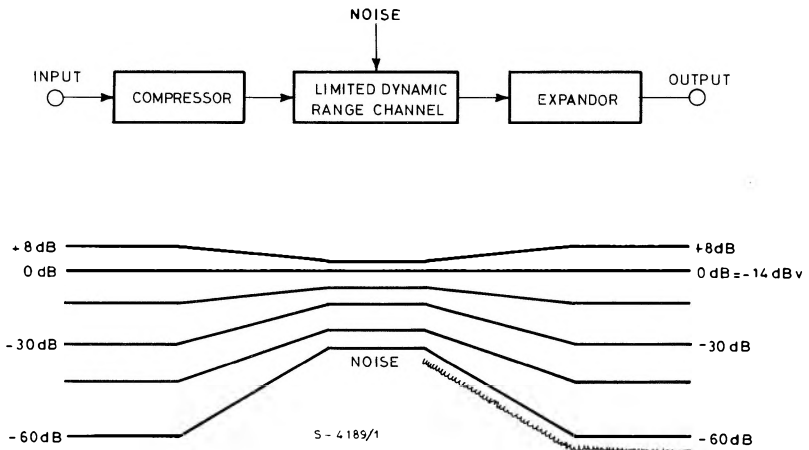 NOISE
INPUT
COMPRESSOR
LIMITED DYNAMIC
RANGE CHANNEL
EXPANDOR
OUTPUT
+8dB
+8dB
0 dB
0 dB=-14 dBv
-30dB
-30 dB
NOISE
-60dB
S-4189/1
-60dB